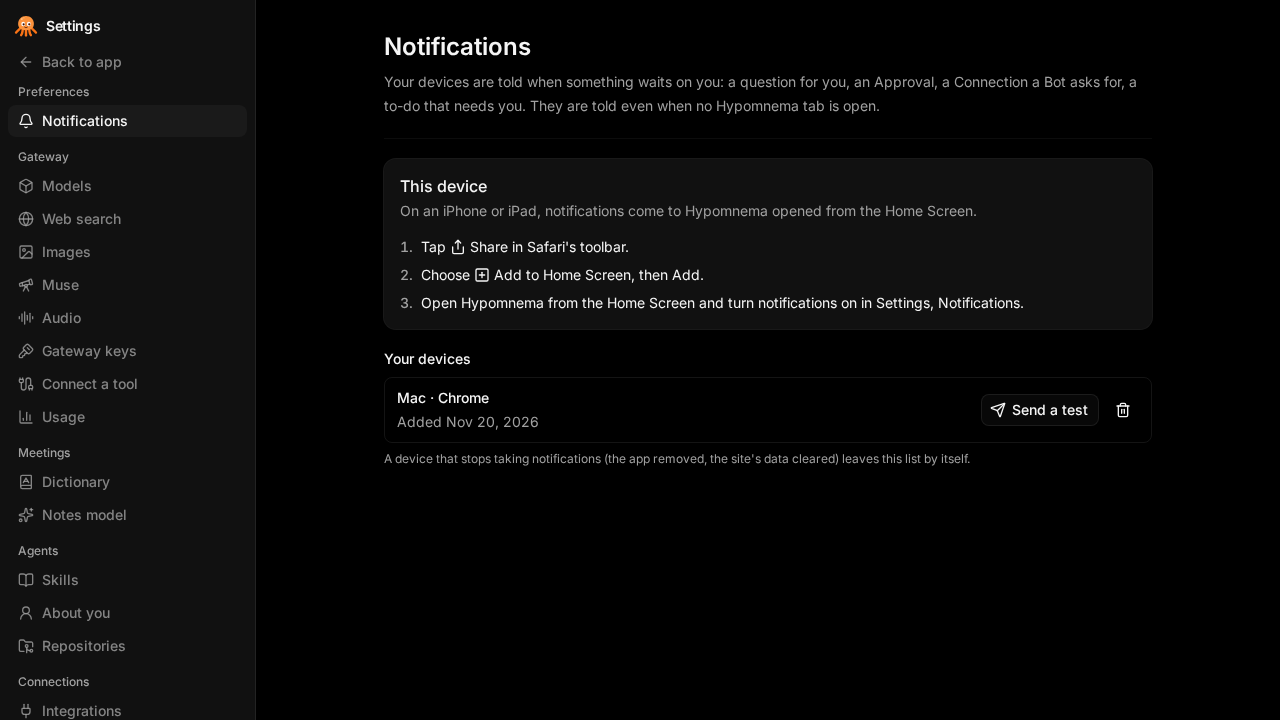 Settings
Back to app
Preferences
Notifications
Gateway
Models
Web search
Images
Muse
Audio
Gateway keys
Connect a tool
Usage
Meetings
Dictionary
Notes model
Agents
Skills
About you
Repositories
Connections
Integrations
Notifications
Your devices are told when something waits on you: a question for you, an Approval, a Connection a Bot asks for, a
to-do that needs you. They are told even when no Hypomnema tab is open.
This device
On an iPhone or iPad, notifications come to Hypomnema opened from the Home Screen.
1. Tap Share in Safari's toolbar.
2. Choose Add to Home Screen, then Add.
3. Open Hypomnema from the Home Screen and turn notifications on in Settings, Notifications.
Your devices
Mac · Chrome
Added Nov 20, 2026
Send a test
A device that stops taking notifications (the app removed, the site's data cleared) leaves this list by itself.